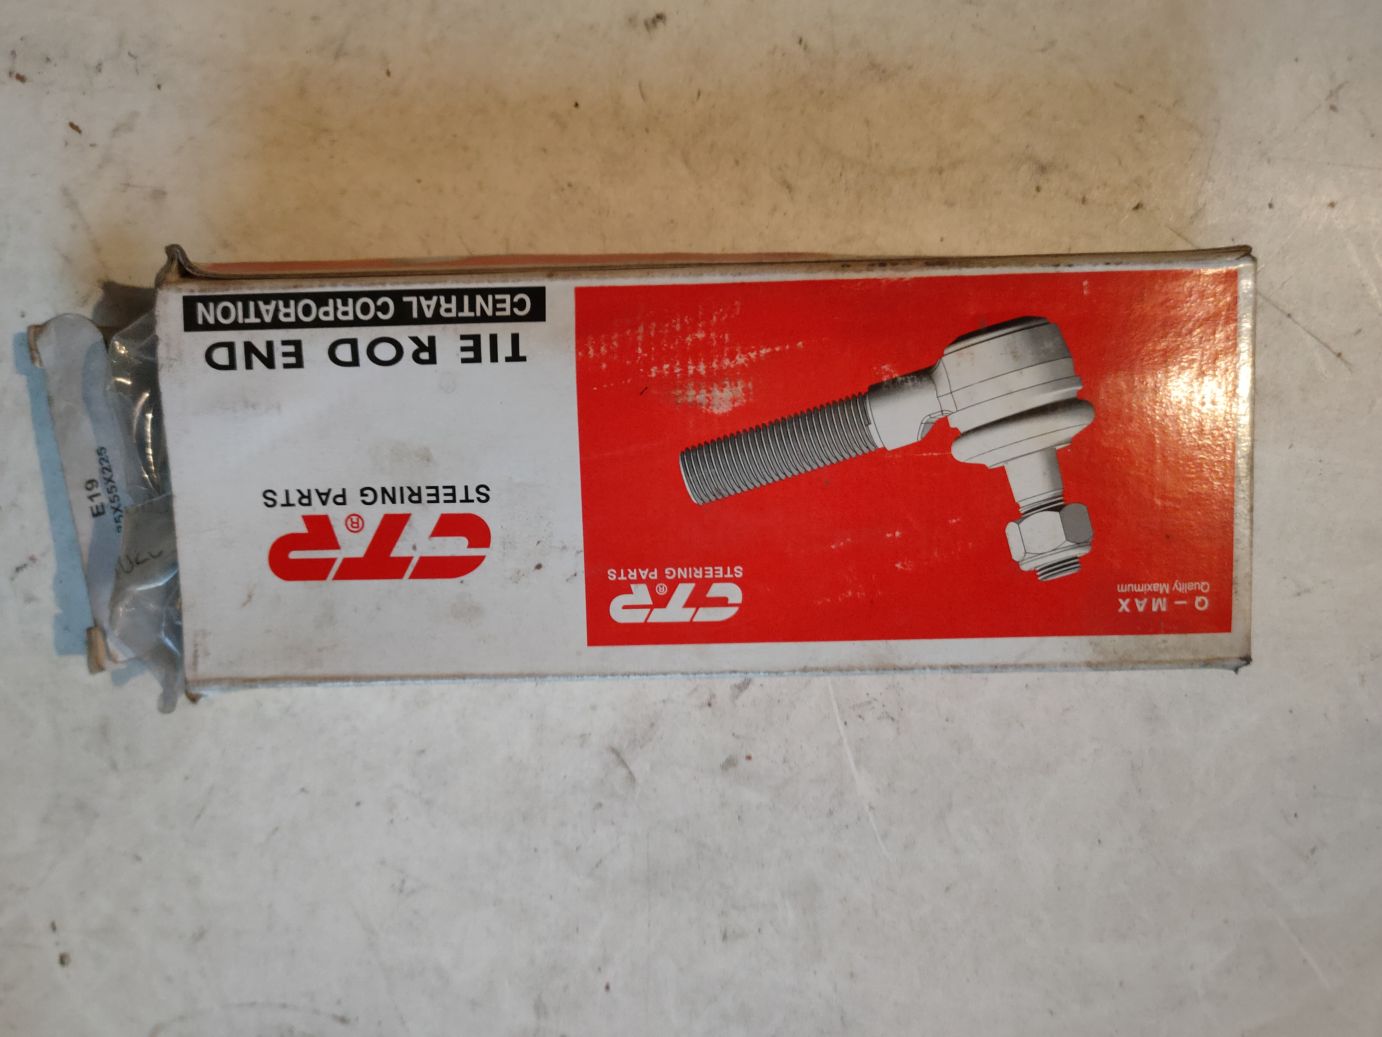 CTR®
STEERING PARTS
TIE ROD END
CENTRAL CORPORATION
Q – MAX
Quality Maximum
CTR®
STEERING PARTS
E19